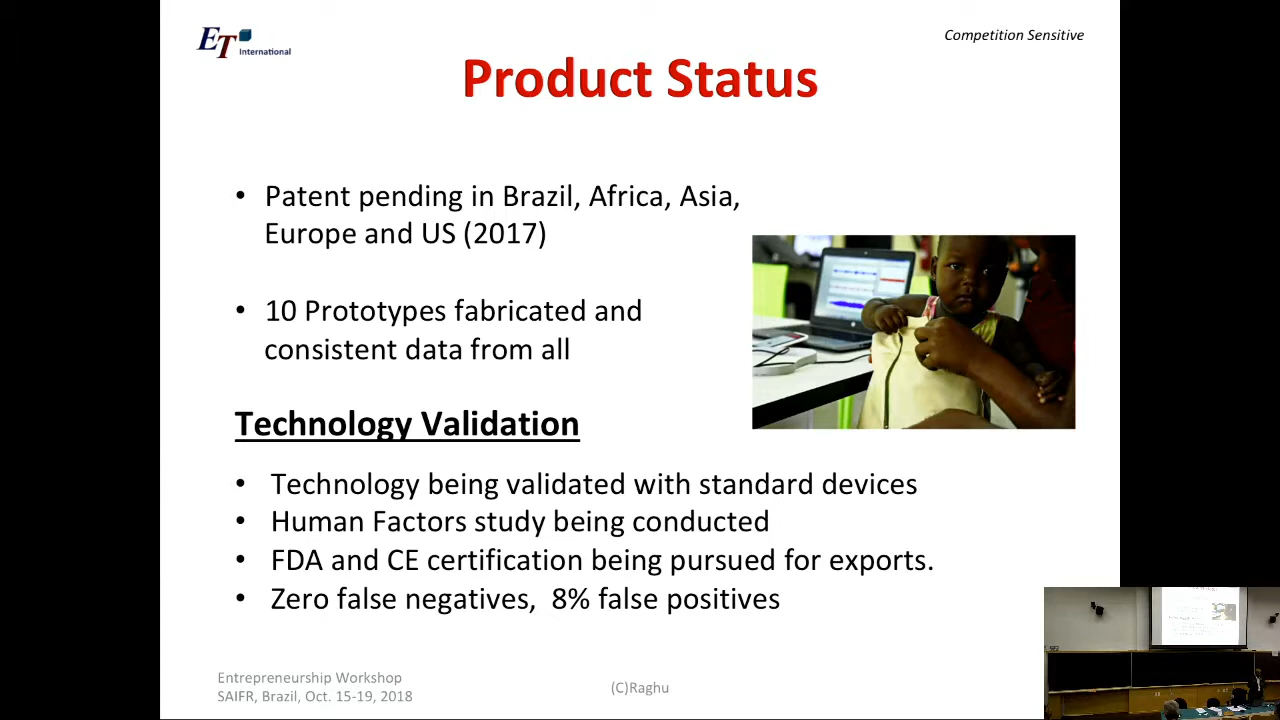 ET International
Competition Sensitive
Product Status
• Patent pending in Brazil, Africa, Asia,
Europe and US (2017)
• 10 Prototypes fabricated and
consistent data from all
Technology Validation
• Technology being validated with standard devices
• Human Factors study being conducted
• FDA and CE certification being pursued for exports.
• Zero false negatives, 8% false positives
Entrepreneurship Workshop
SAIFR, Brazil, Oct. 15-19, 2018
(C)Raghu